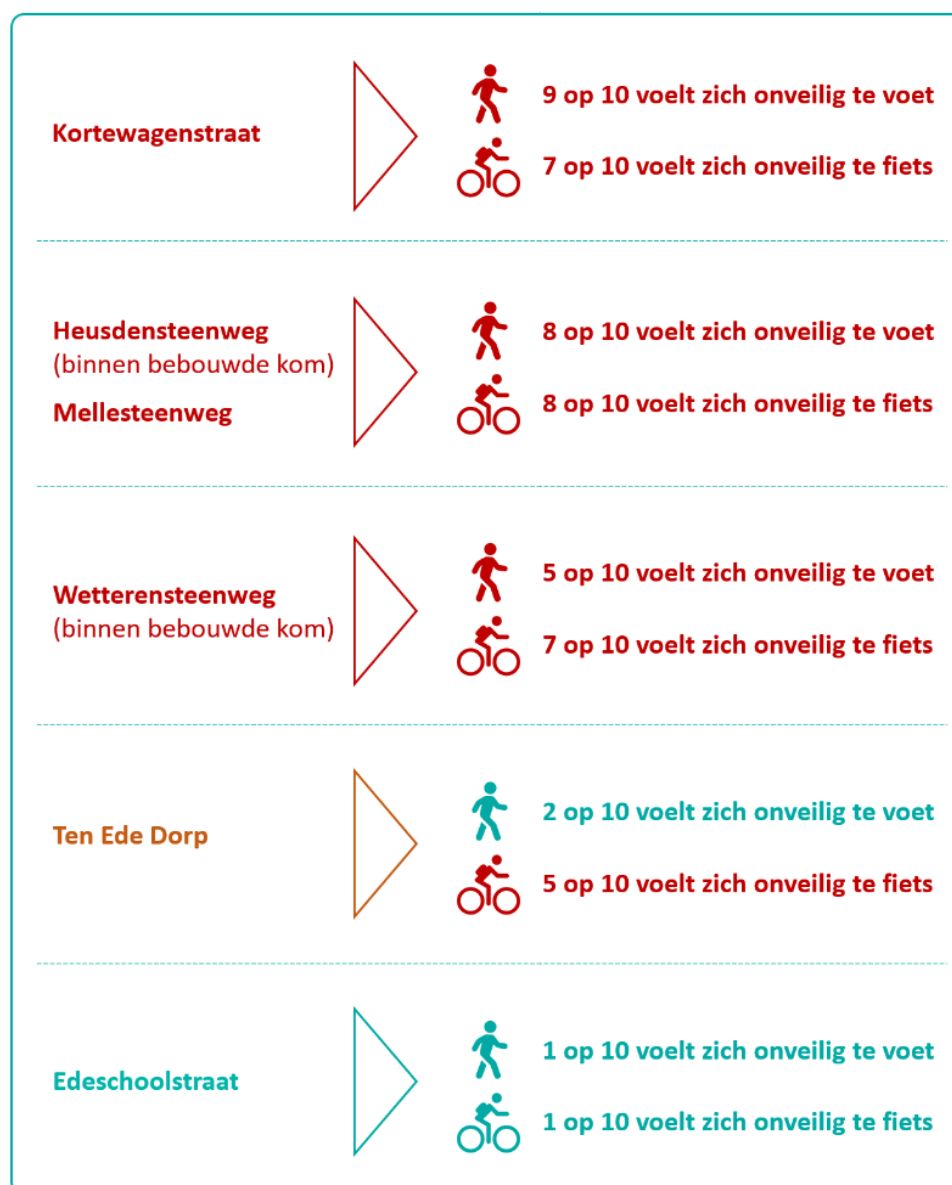 Kortewagenstraat
9 op 10 voelt zich onveilig te voet
7 op 10 voelt zich onveilig te fiets
Heusdensteenweg
(binnen bebouwde kom)
Mellesteenweg
8 op 10 voelt zich onveilig te voet
8 op 10 voelt zich onveilig te fiets
Wetterensteenweg
(binnen bebouwde kom)
5 op 10 voelt zich onveilig te voet
7 op 10 voelt zich onveilig te fiets
Ten Ede Dorp
2 op 10 voelt zich onveilig te voet
5 op 10 voelt zich onveilig te fiets
Edeschoolstraat
1 op 10 voelt zich onveilig te voet
1 op 10 voelt zich onveilig te fiets